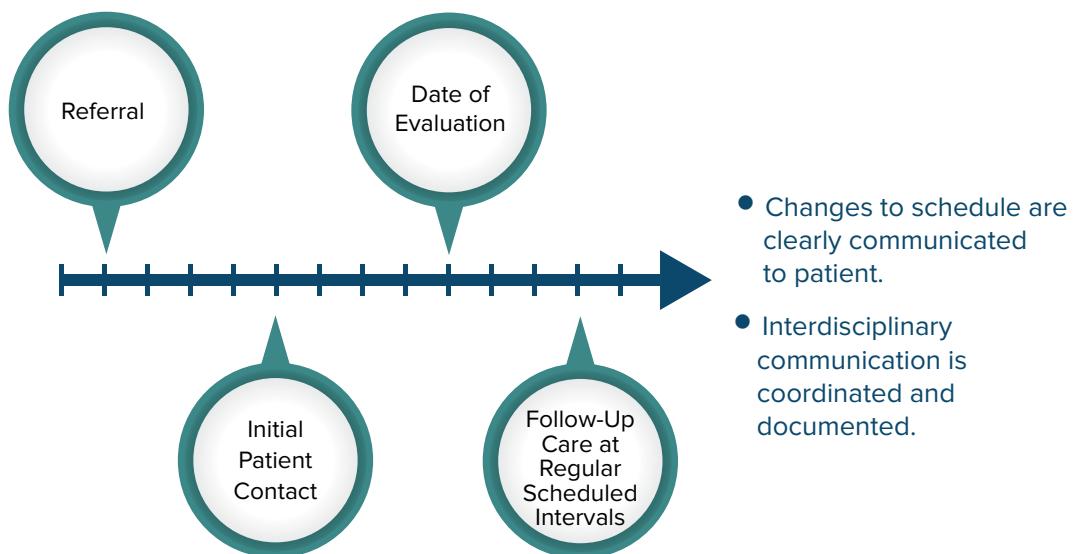 Referral
Date of
Evaluation
Initial
Patient
Contact
Follow-Up
Care at
Regular
Scheduled
Intervals
• Changes to schedule are
clearly communicated
to patient.
• Interdisciplinary
communication is
coordinated and
documented.